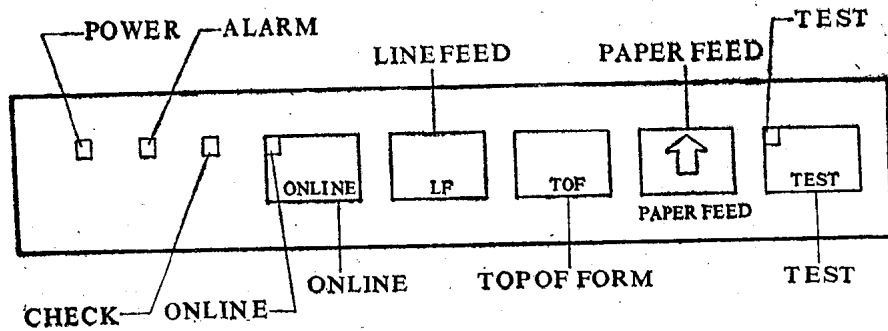 POWER ALARM TEST
LINEFEED PAPER FEED
ONLINE LF TOF TEST
PAPER FEED
ONLINE TOP OF FORM TEST
CHECK ONLINE